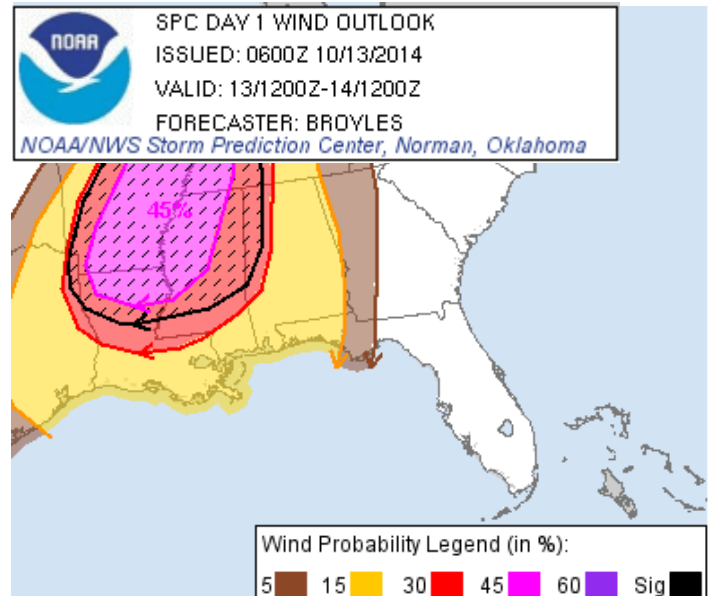 NOAA
SPC DAY 1 WIND OUTLOOK
ISSUED: 0600Z 10/13/2014
VALID: 13/1200Z-14/1200Z
FORECASTER: BROYLES
NOAA/NWS Storm Prediction Center, Norman, Oklahoma
45%
Wind Probability Legend (in %):
5 15 30 45 60 Sig